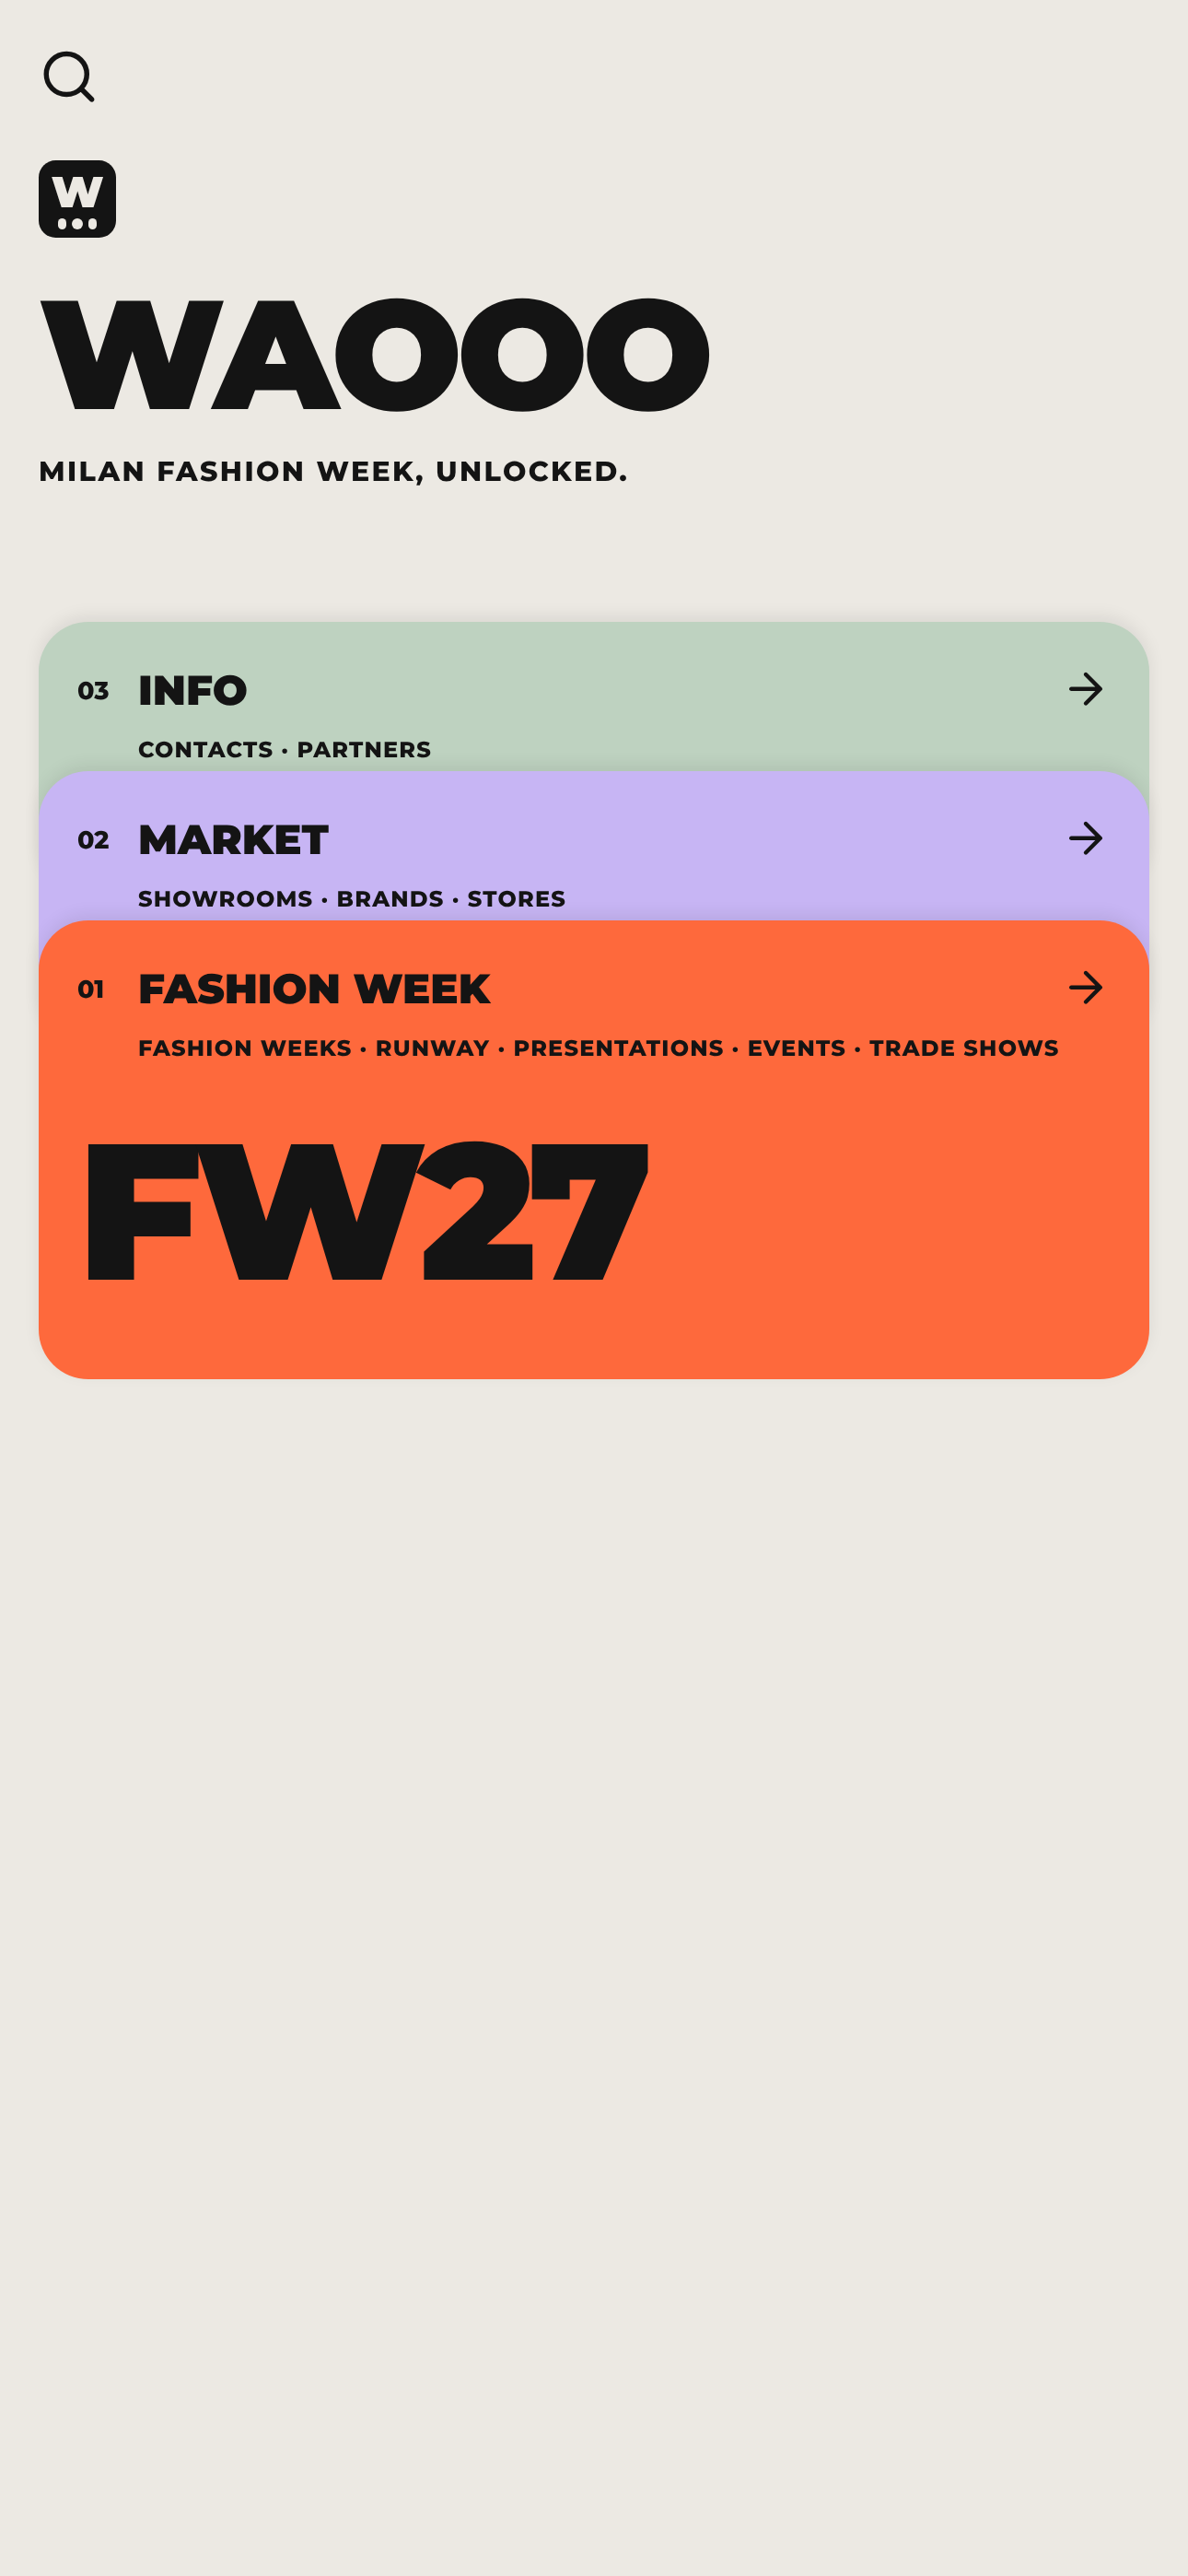 W
WAOOO
MILAN FASHION WEEK, UNLOCKED.
03 INFO
CONTACTS · PARTNERS
02 MARKET
SHOWROOMS · BRANDS · STORES
01 FASHION WEEK
FASHION WEEKS · RUNWAY · PRESENTATIONS · EVENTS · TRADE SHOWS
FW27